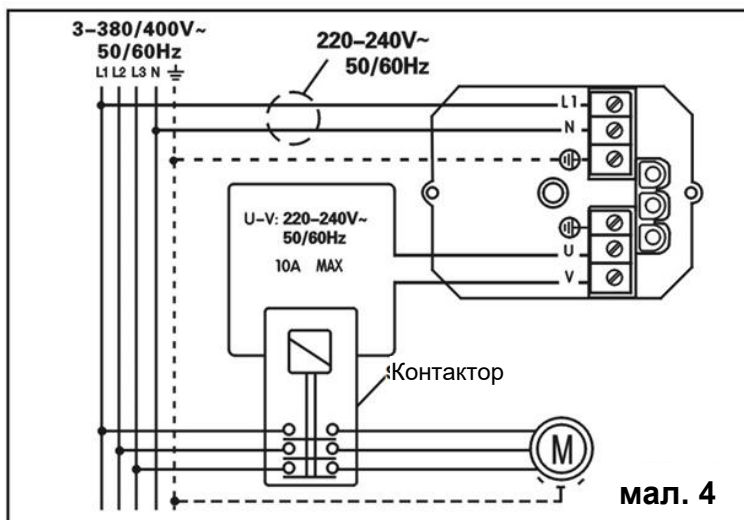 3-380/400V~
50/60Hz
L1 L2 L3 N
220-240V~
50/60Hz
L1
N
U-V: 220-240V~
50/60Hz
10A MAX
U
V
Контактор
M
мал. 4